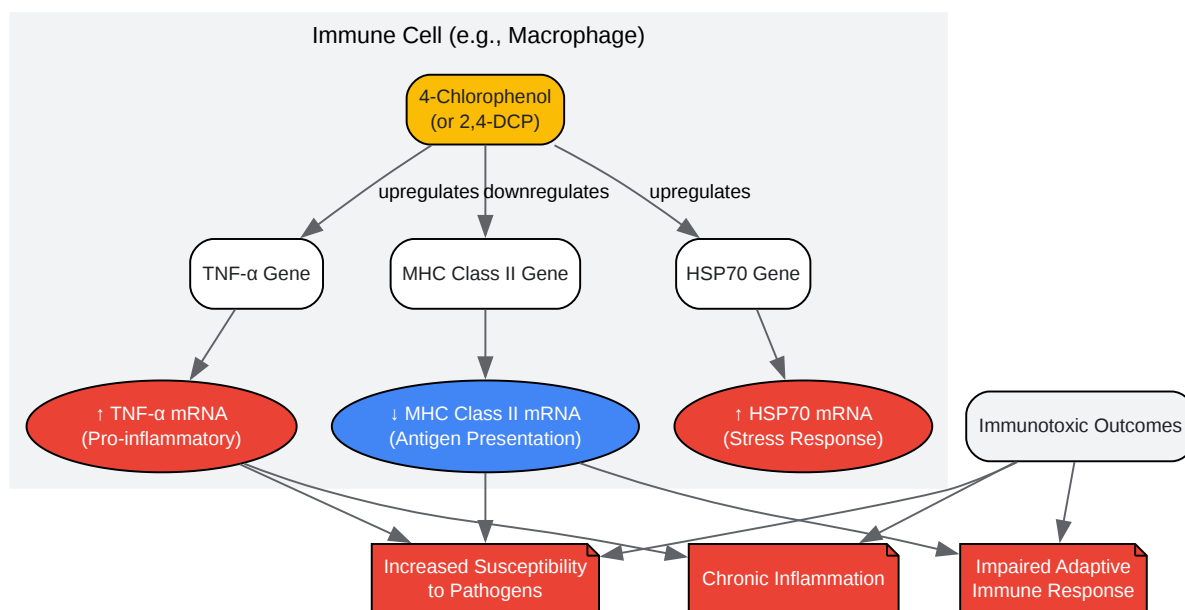 Immune Cell (e.g., Macrophage)
4-Chlorophenol
(or 2,4-DCP)
upregulates
downregulates
upregulates
TNF-α Gene
MHC Class II Gene
HSP70 Gene
↑ TNF-α mRNA
(Pro-inflammatory)
↓ MHC Class II mRNA
(Antigen Presentation)
↑ HSP70 mRNA
(Stress Response)
Immunotoxic Outcomes
Increased Susceptibility
to Pathogens
Chronic Inflammation
Impaired Adaptive
Immune Response